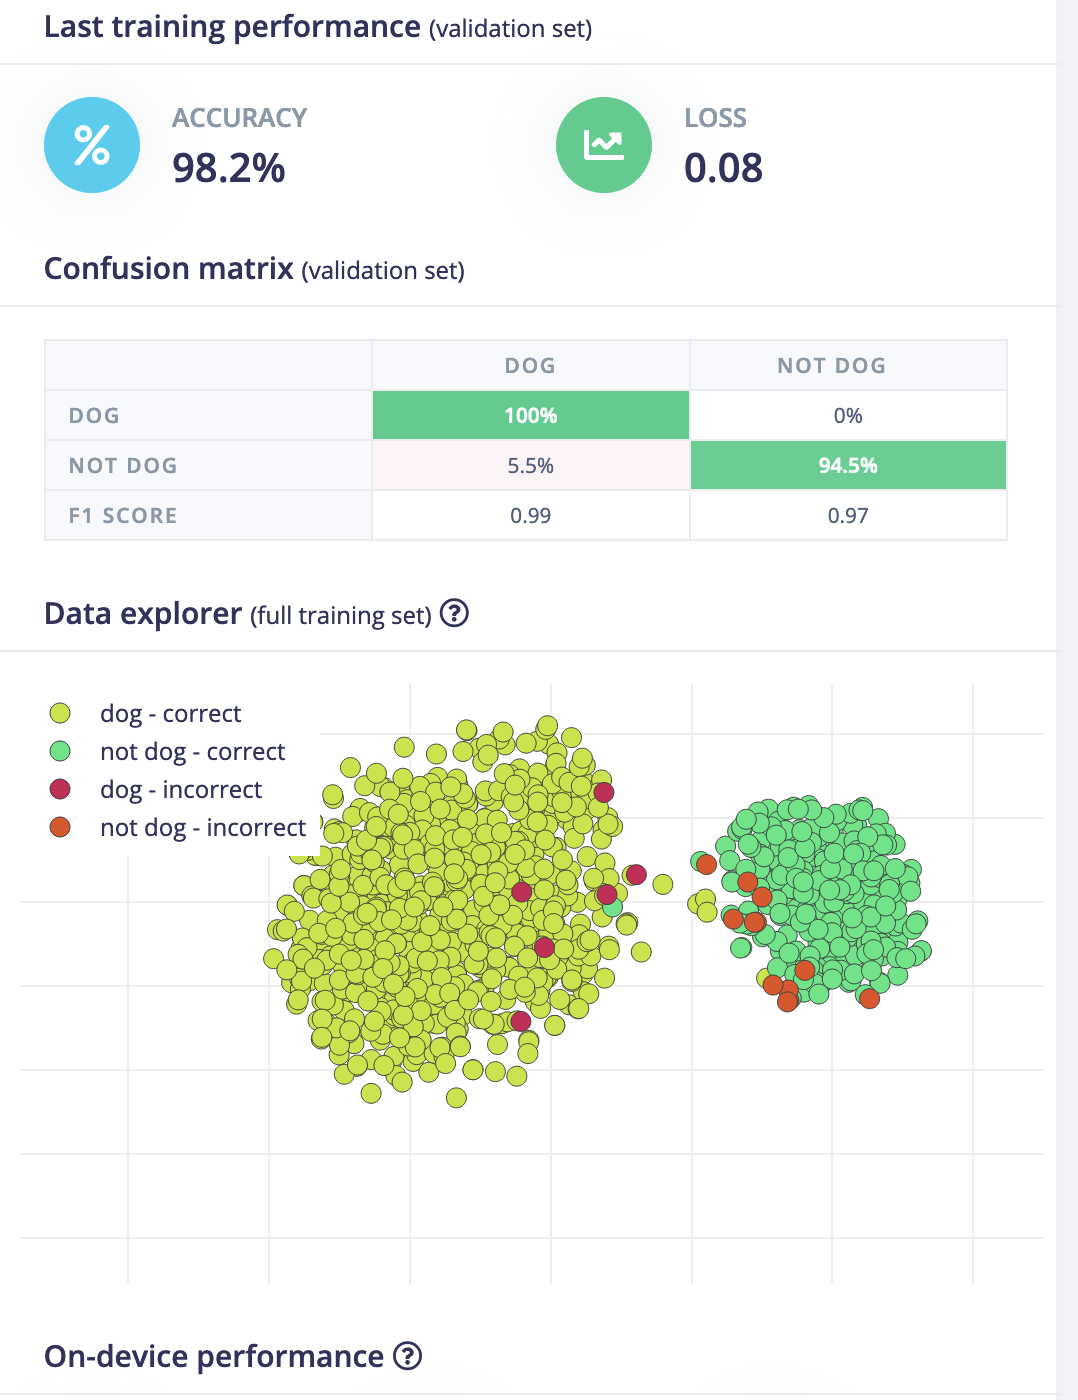 Last training performance (validation set)
%
ACCURACY
98.2%
LOSS
0.08
Confusion matrix (validation set)
DOG NOT DOG
DOG 100% 0%
NOT DOG 5.5% 94.5%
F1 SCORE 0.99 0.97
Data explorer (full training set) ?
dog - correct
not dog - correct
dog - incorrect
not dog - incorrect
On-device performance ?